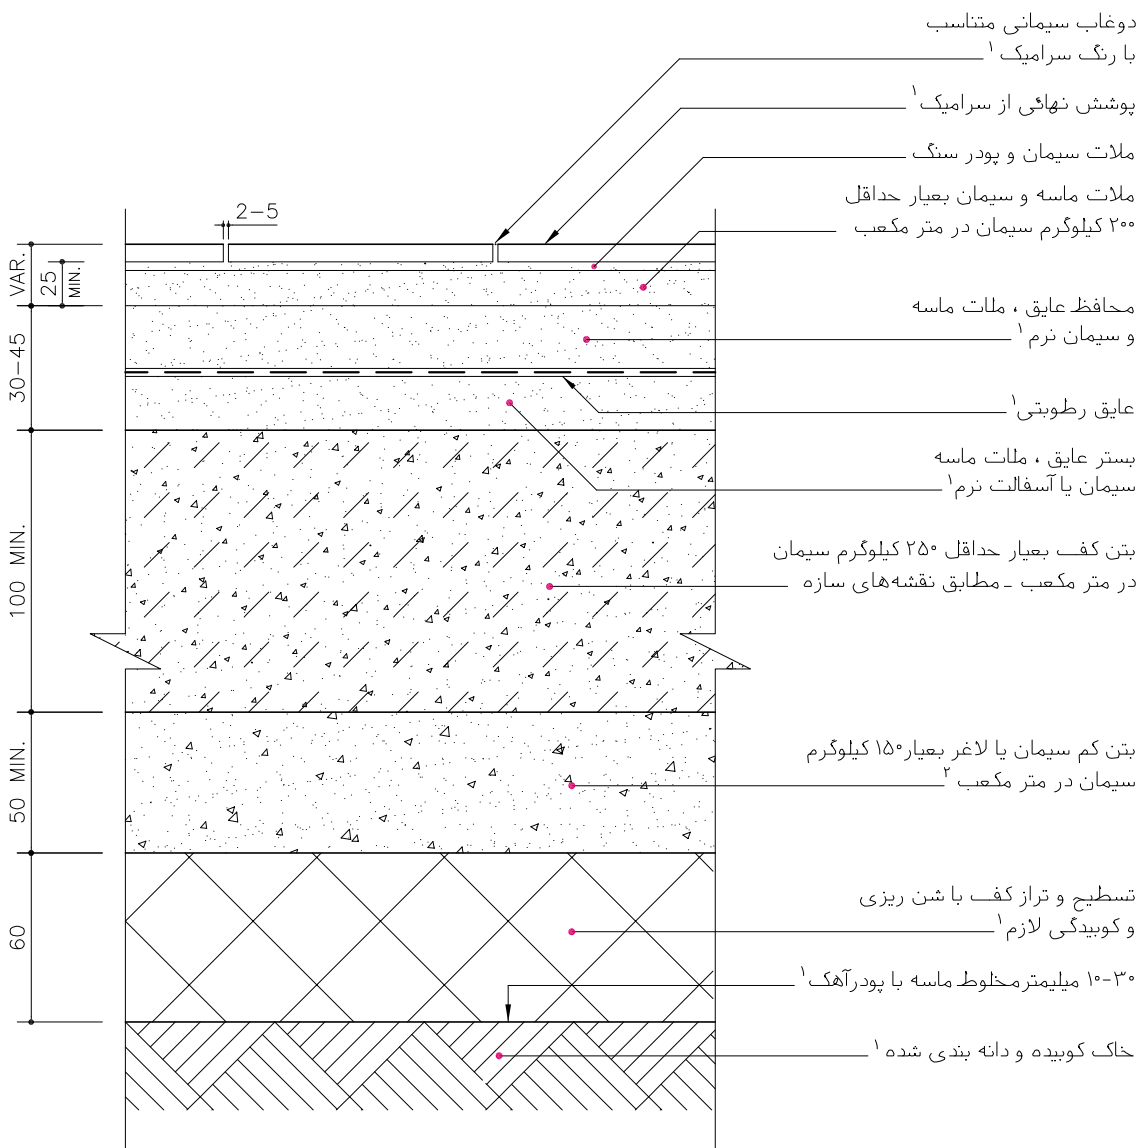 دوغاب سیمانی متناسب
با رنگ سرامیک ۱
پوشش نهائی از سرامیک ۱
ملات سیمان و پودر سنگ
ملات ماسه و سیمان بعیار حداقل
۲۰۰ کیلوگرم سیمان در متر مکعب
محافظ عایق ، ملات ماسه
و سیمان نرم ۱
عایق رطوبتی ۱
بستر عایق ، ملات ماسه
سیمان یا آسفالت نرم ۱
بتن کف بعیار حداقل ۲۵۰ کیلوگرم سیمان
در متر مکعب - مطابق نقشه‌های سازه
بتن کم سیمان یا لاغر بعیار ۱۵۰ کیلوگرم
سیمان در متر مکعب ۲
تسطیح و تراز کف با شن ریزی
و کوبیدگی لازم ۱
۱۰-۳۰ میلیمتر مخلوط ماسه با پودرآهک ۱
خاک کوبیده و دانه بندی شده ۱
2-5
VAR.
25
MIN.
30-45
100 MIN.
50 MIN.
60